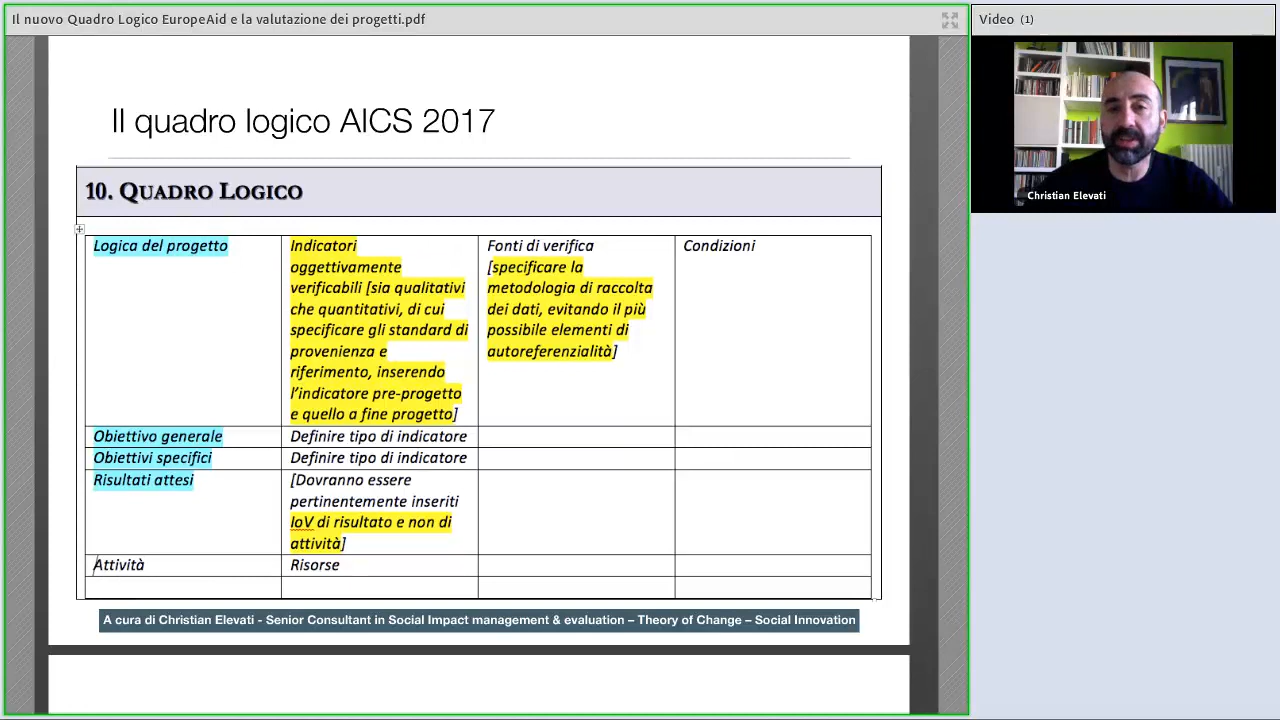 Il nuovo Quadro Logico EuropeAid e la valutazione dei progetti.pdf
Video (1)
Christian Elevati
Il quadro logico AICS 2017
10. QUADRO LOGICO
Logica del progetto
Indicatori
oggettivamente
verificabili [sia qualitativi
che quantitativi, di cui
specificare gli standard di
provenienza e
riferimento, inserendo
l’indicatore pre-progetto
e quello a fine progetto]
Fonti di verifica
[specificare la
metodologia di raccolta
dei dati, evitando il più
possibile elementi di
autoreferenzialità]
Condizioni
Obiettivo generale
Definire tipo di indicatore
Obiettivi specifici
Definire tipo di indicatore
Risultati attesi
[Dovranno essere
pertinentemente inseriti
IoV di risultato e non di
attività]
Attività
Risorse
A cura di Christian Elevati - Senior Consultant in Social Impact management & evaluation – Theory of Change – Social Innovation